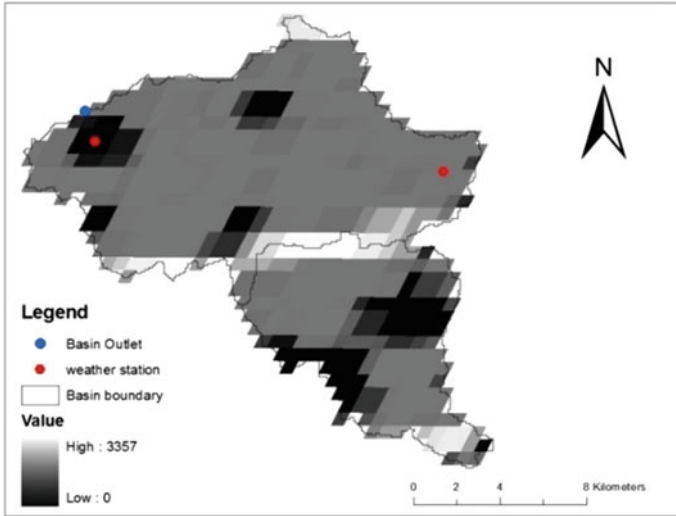 N
Legend
Basin Outlet
weather station
Basin boundary
Value
High : 3357
Low : 0
0 2 4 8 Kilometers